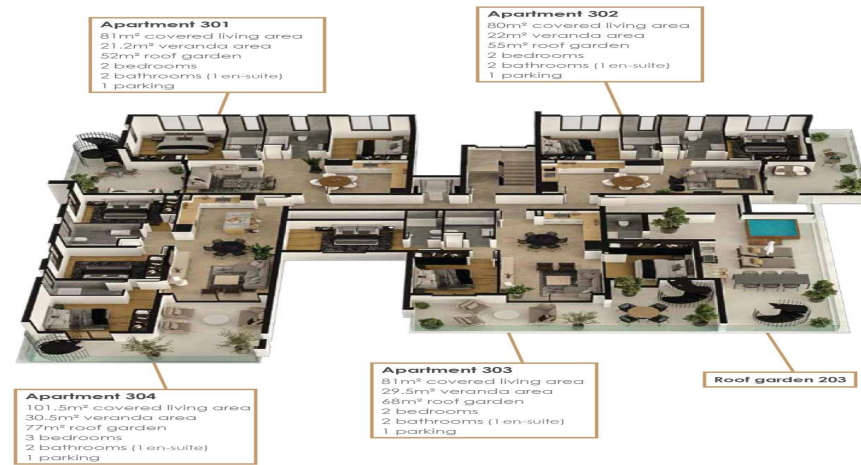 Apartment 301
81m² covered living area
21.2m² veranda area
52m² roof garden
2 bedrooms
2 bathrooms (1 en-suite)
1 parking
Apartment 302
80m² covered living area
22m² veranda area
55m² roof garden
2 bedrooms
2 bathrooms (1 en-suite)
1 parking
Apartment 304
101.5m² covered living area
30.5m² veranda area
77m² roof garden
3 bedrooms
2 bathrooms (1 en-suite)
1 parking
Apartment 303
81m² covered living area
29.5m² veranda area
68m² roof garden
2 bedrooms
2 bathrooms (1 en-suite)
1 parking
Roof garden 203